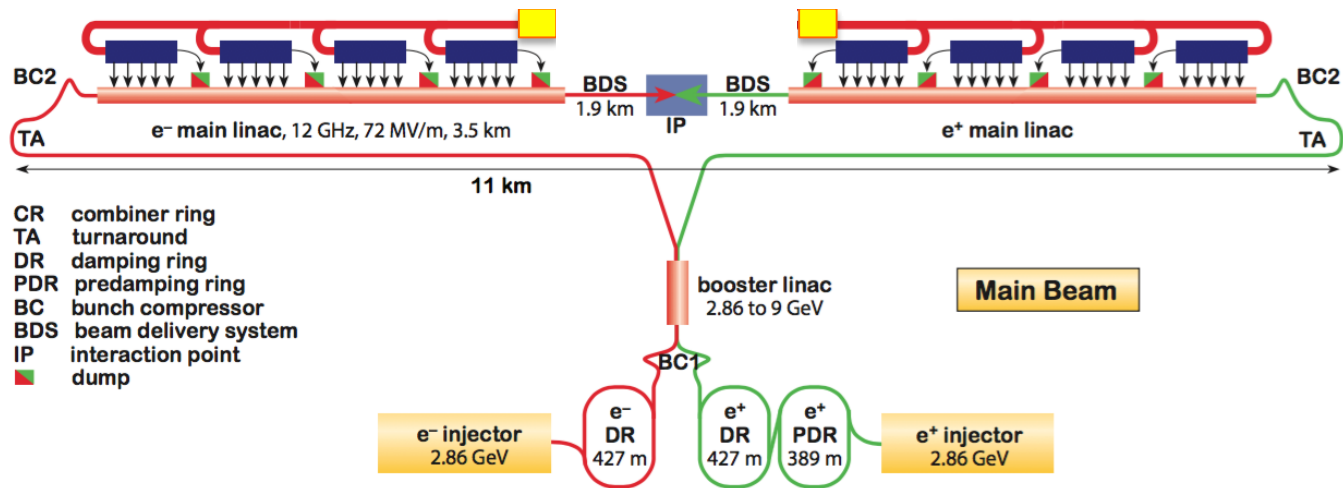 BC2
BDS
1.9 km
BDS
1.9 km
BC2
IP
e⁻ main linac, 12 GHz, 72 MV/m, 3.5 km
e⁺ main linac
TA
TA
11 km
CR combiner ring
TA turnaround
DR damping ring
PDR predamping ring
BC bunch compressor
BDS beam delivery system
IP interaction point
dump
booster linac
2.86 to 9 GeV
Main Beam
BC1
e⁻ injector
2.86 GeV
e⁻
DR
427 m
e⁺
DR
427 m
e⁺
PDR
389 m
e⁺ injector
2.86 GeV